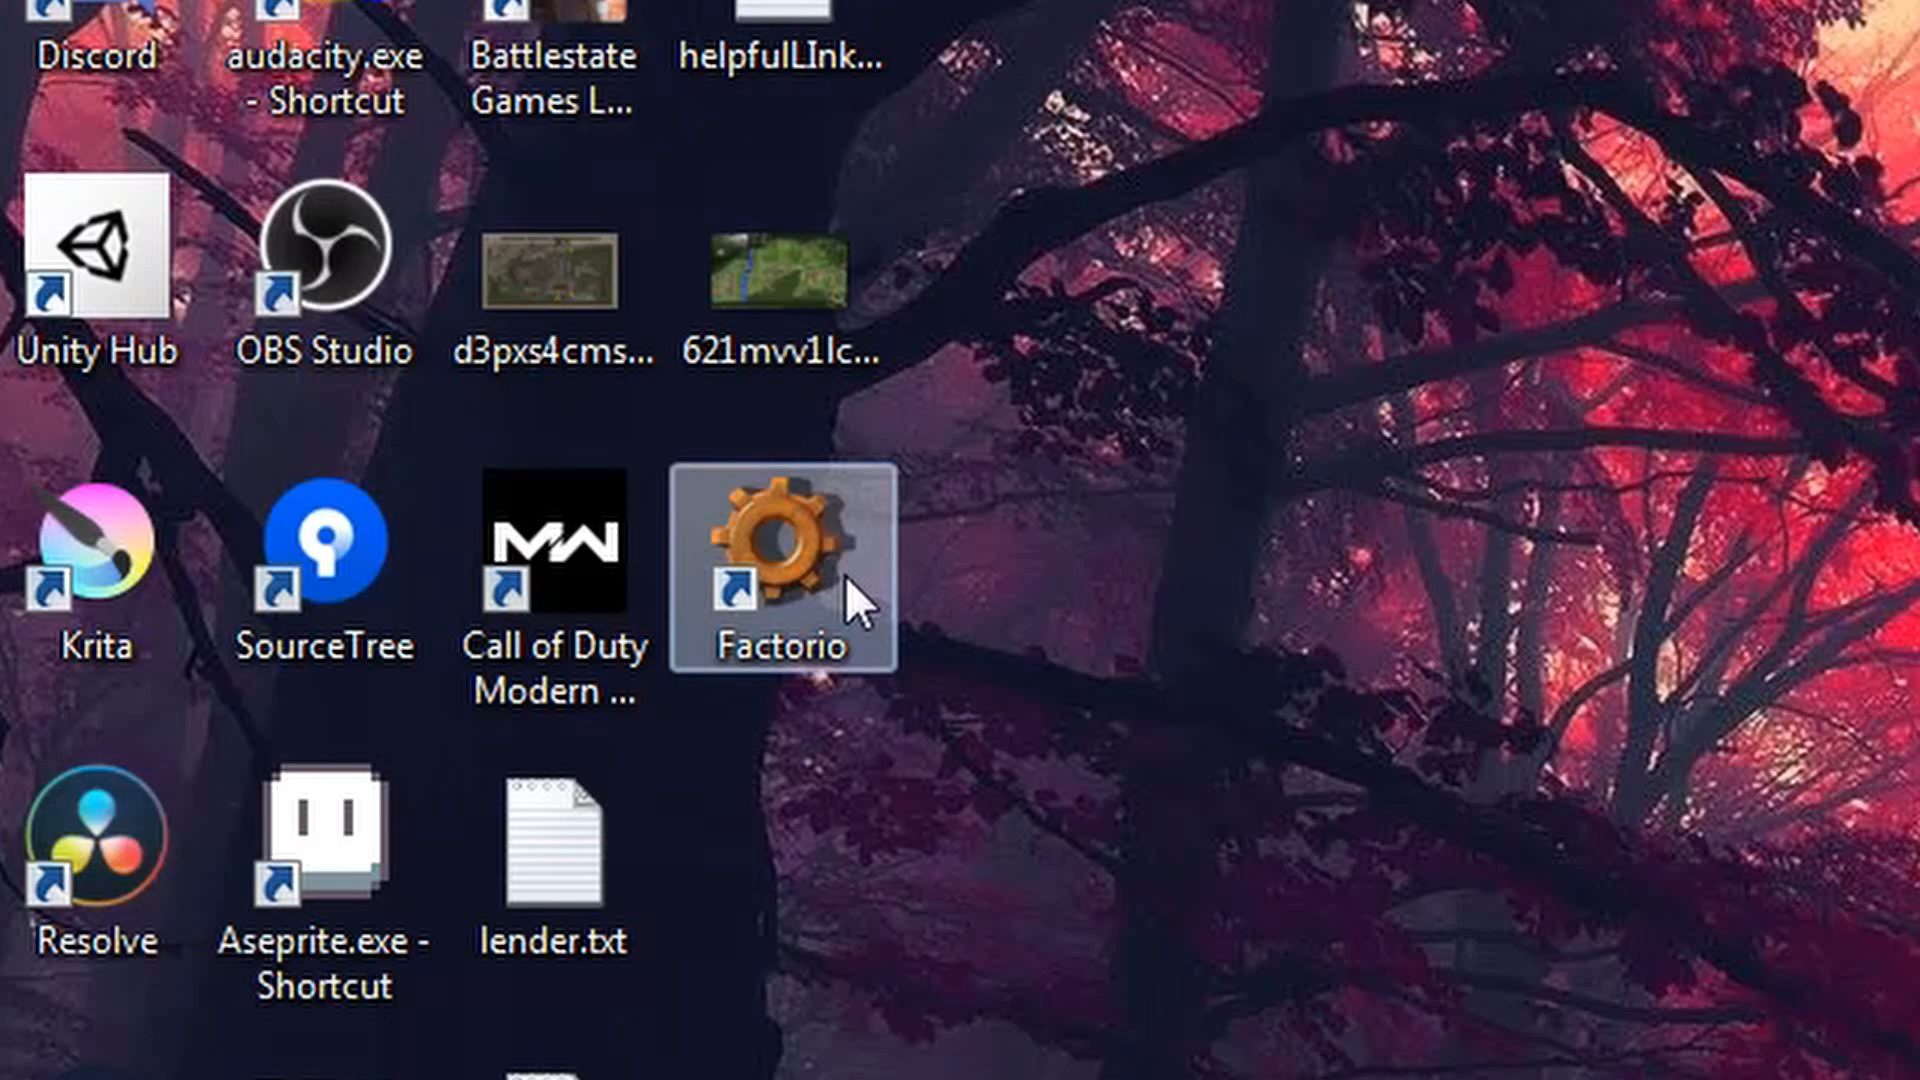 Discord
audacity.exe
- Shortcut
Battlestate
Games L...
helpfulLInk...
Unity Hub
OBS Studio
d3pxs4cms...
621mvv1lc...
Krita
SourceTree
MW
Call of Duty
Modern ...
Factorio
Resolve
Aseprite.exe -
Shortcut
lender.txt